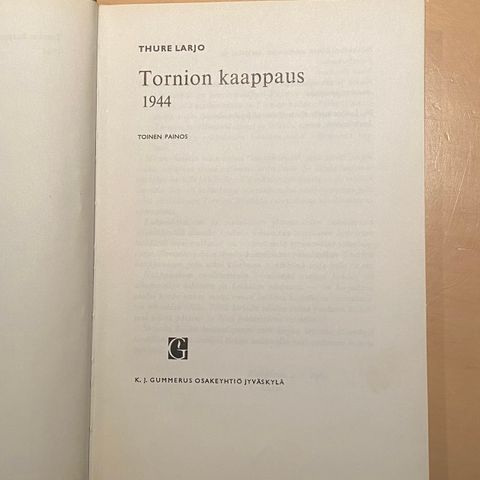 THURE LARJO
Tornion kaappaus
1944
TOINEN PAINOS
G
K. J. GUMMERUS OSAKEYHTIÖ JYVÄSKYLÄ